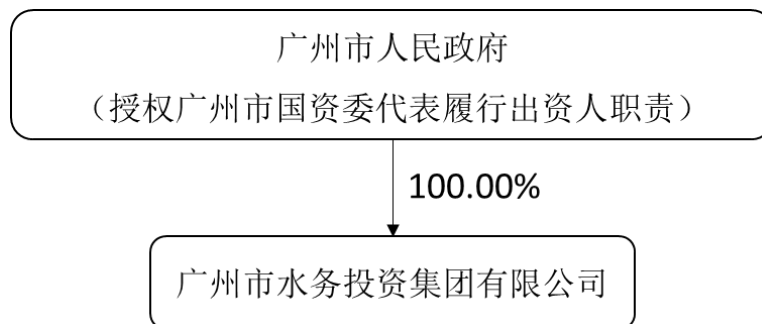 广州市人民政府
（授权广州市国资委代表履行出资人职责）
100.00%
广州市水务投资集团有限公司